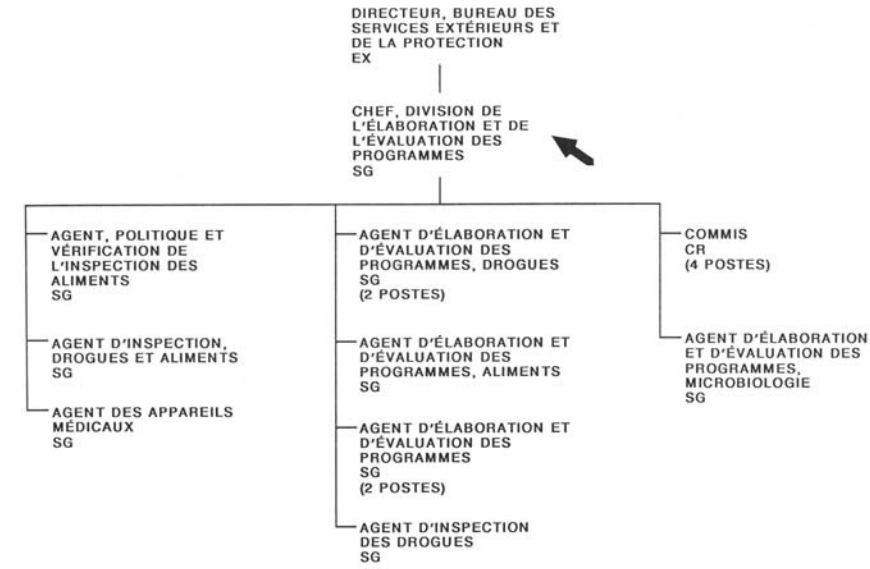 DIRECTEUR, BUREAU DES
SERVICES EXTÉRIEURS ET
DE LA PROTECTION
EX
CHEF, DIVISION DE
L'ÉLABORATION ET DE
L'ÉVALUATION DES
PROGRAMMES
SG
AGENT, POLITIQUE ET
VÉRIFICATION DE
L'INSPECTION DES
ALIMENTS
SG
AGENT D'INSPECTION,
DROGUES ET ALIMENTS
SG
AGENT DES APPAREILS
MÉDICAUX
SG
AGENT D'ÉLABORATION ET
D'ÉVALUATION DES
PROGRAMMES, DROGUES
SG
(2 POSTES)
AGENT D'ÉLABORATION ET
D'ÉVALUATION DES
PROGRAMMES, ALIMENTS
SG
AGENT D'ÉLABORATION ET
D'ÉVALUATION DES
PROGRAMMES
SG
(2 POSTES)
AGENT D'INSPECTION
DES DROGUES
SG
COMMIS
CR
(4 POSTES)
AGENT D'ÉLABORATION
ET D'ÉVALUATION DES
PROGRAMMES,
MICROBIOLOGIE
SG